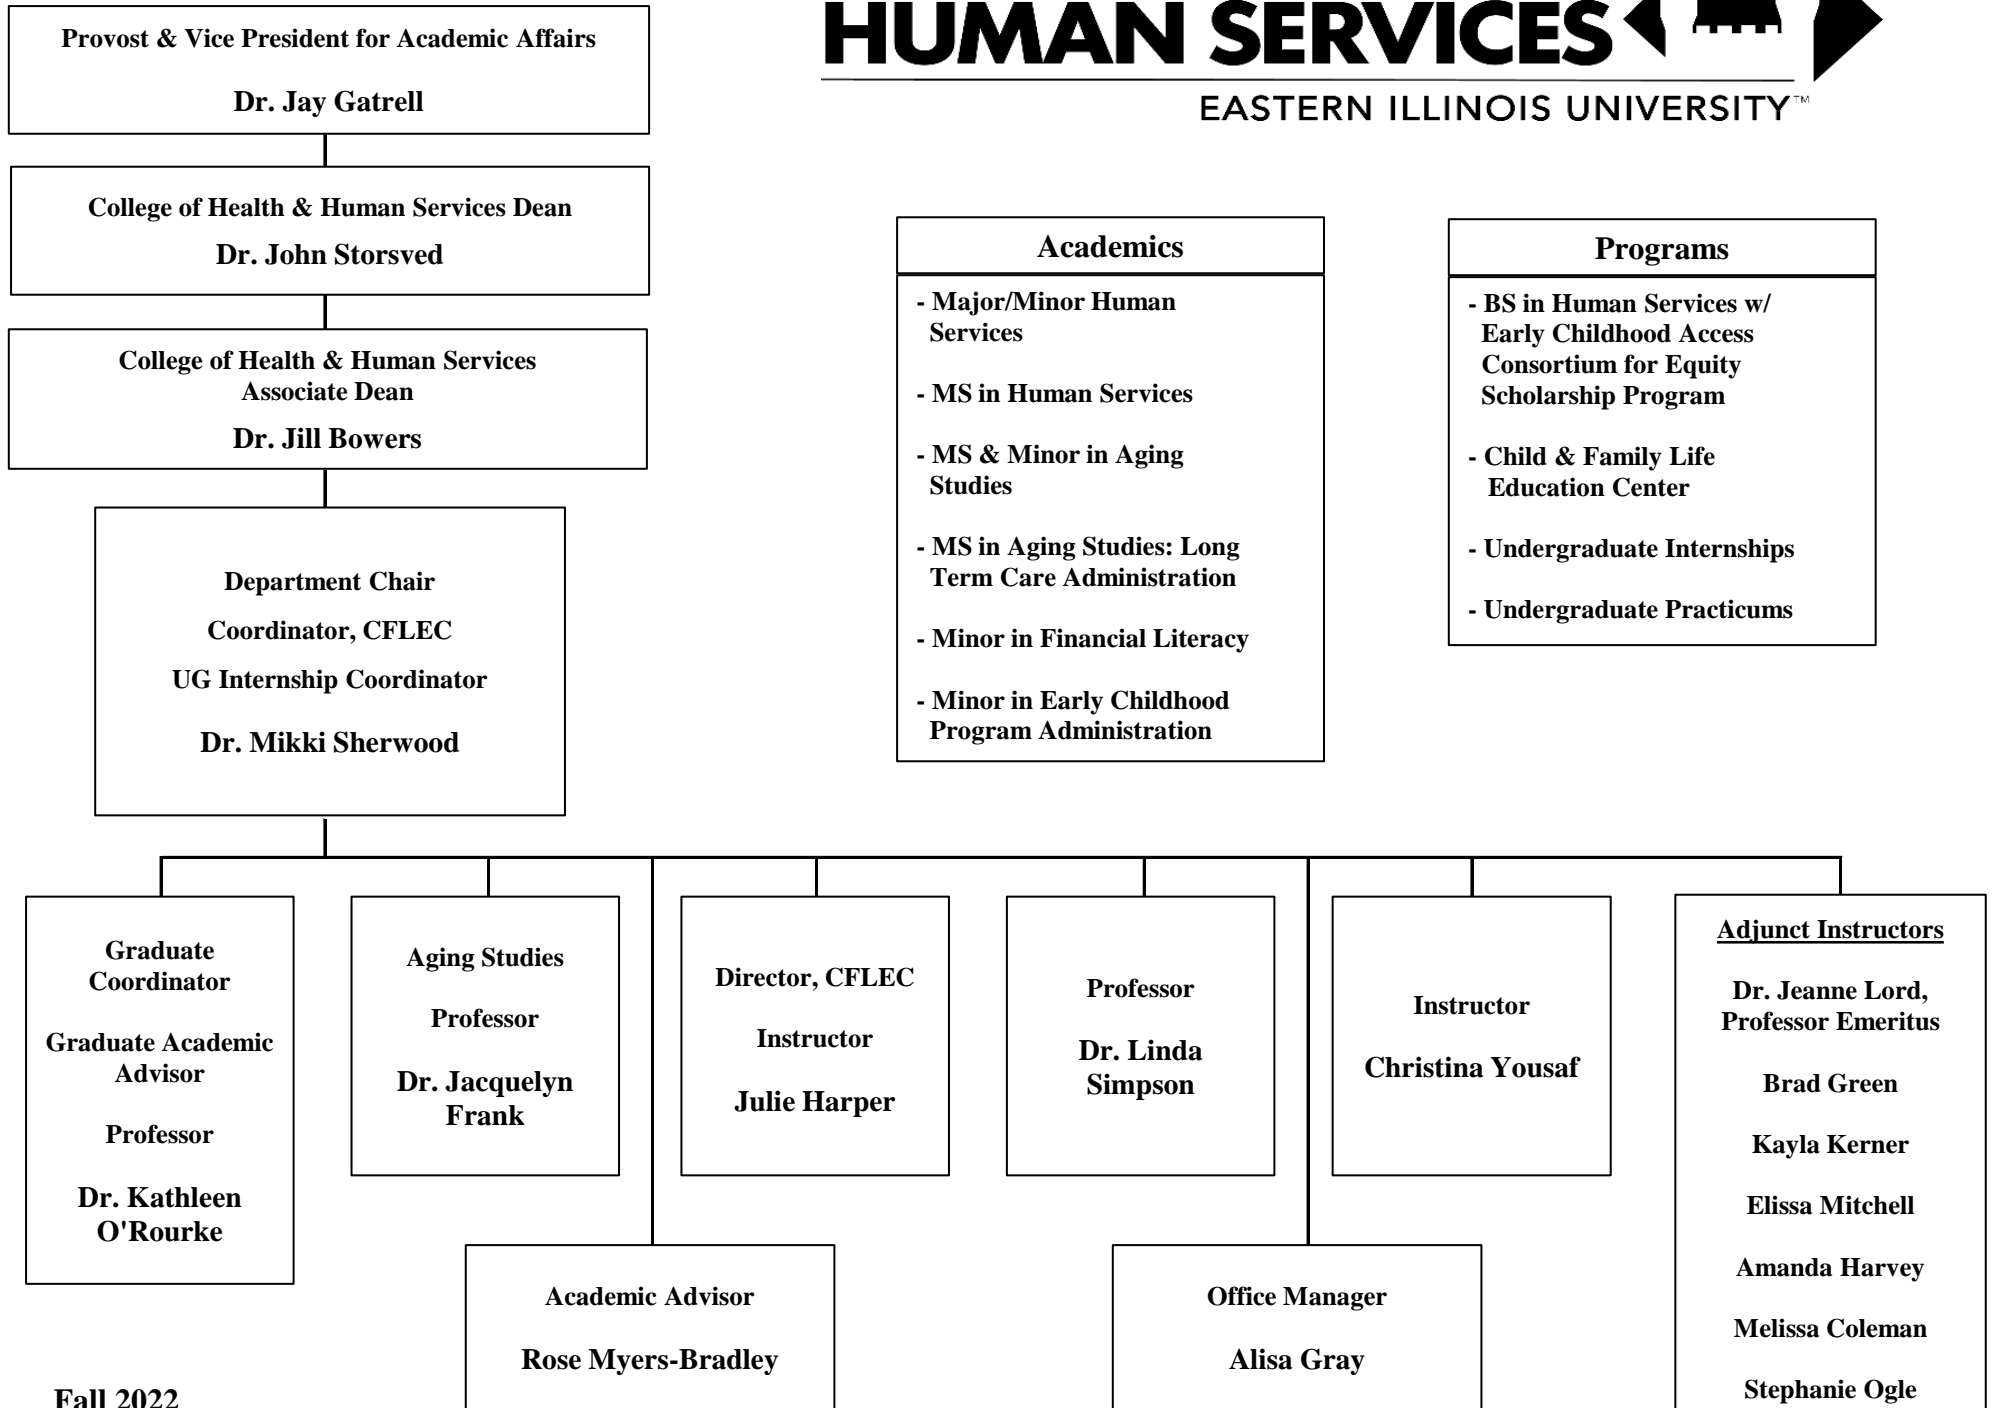 HUMAN SERVICES
EASTERN ILLINOIS UNIVERSITY™
Provost & Vice President for Academic Affairs
Dr. Jay Gatrell
College of Health & Human Services Dean
Dr. John Storsved
College of Health & Human Services
Associate Dean
Dr. Jill Bowers
Department Chair
Coordinator, CFLEC
UG Internship Coordinator
Dr. Mikki Sherwood
Academics
- Major/Minor Human
Services
- MS in Human Services
- MS & Minor in Aging
Studies
- MS in Aging Studies: Long
Term Care Administration
- Minor in Financial Literacy
- Minor in Early Childhood
Program Administration
Programs
- BS in Human Services w/
Early Childhood Access
Consortium for Equity
Scholarship Program
- Child & Family Life
Education Center
- Undergraduate Internships
- Undergraduate Practicums
Graduate
Coordinator
Graduate Academic
Advisor
Professor
Dr. Kathleen
O'Rourke
Aging Studies
Professor
Dr. Jacquelyn
Frank
Director, CFLEC
Instructor
Julie Harper
Professor
Dr. Linda
Simpson
Instructor
Christina Yousaf
Adjunct Instructors
Dr. Jeanne Lord,
Professor Emeritus
Brad Green
Kayla Kerner
Elissa Mitchell
Amanda Harvey
Melissa Coleman
Stephanie Ogle
Academic Advisor
Rose Myers-Bradley
Office Manager
Alisa Gray
Fall 2022